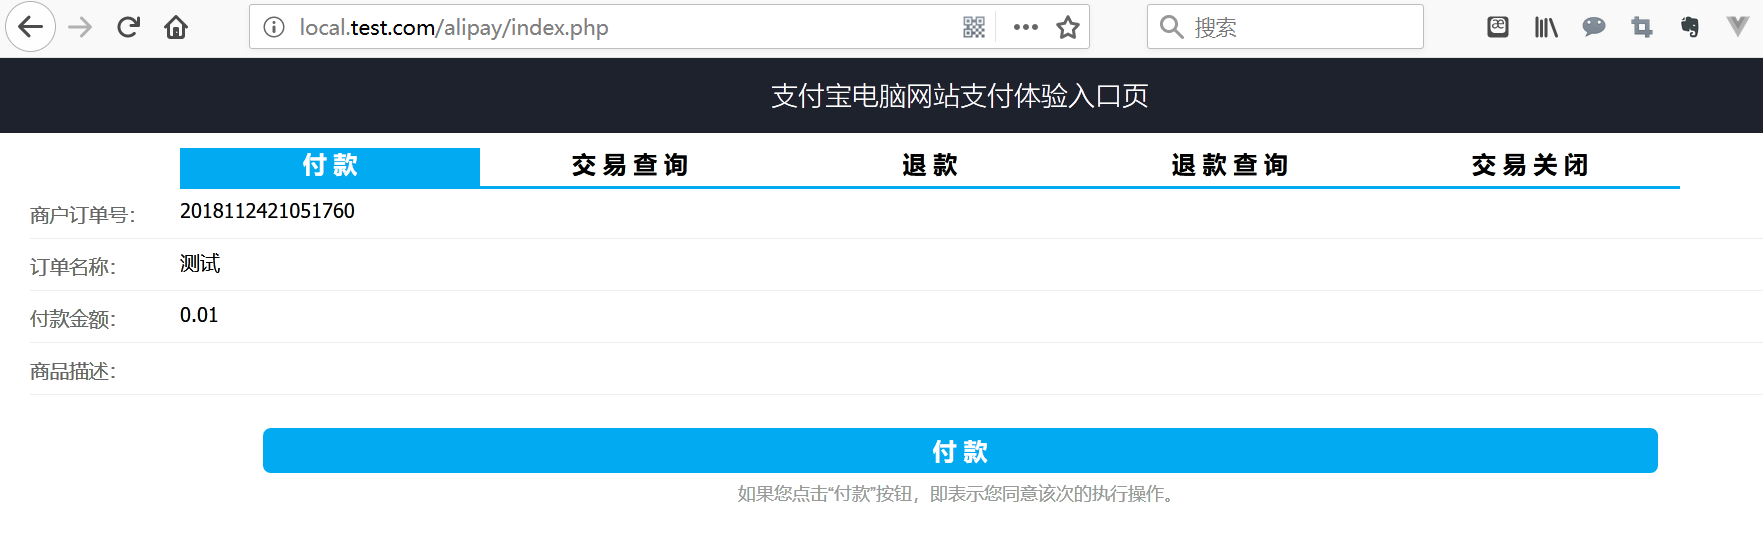 local.test.com/alipay/index.php 搜索
支付宝电脑网站支付体验入口页
付 款 交 易 查 询 退 款 退 款 查 询 交 易 关 闭
商户订单号： 2018112421051760
订单名称： 测试
付款金额： 0.01
商品描述：
付 款
如果您点击“付款”按钮，即表示您同意该次的执行操作。